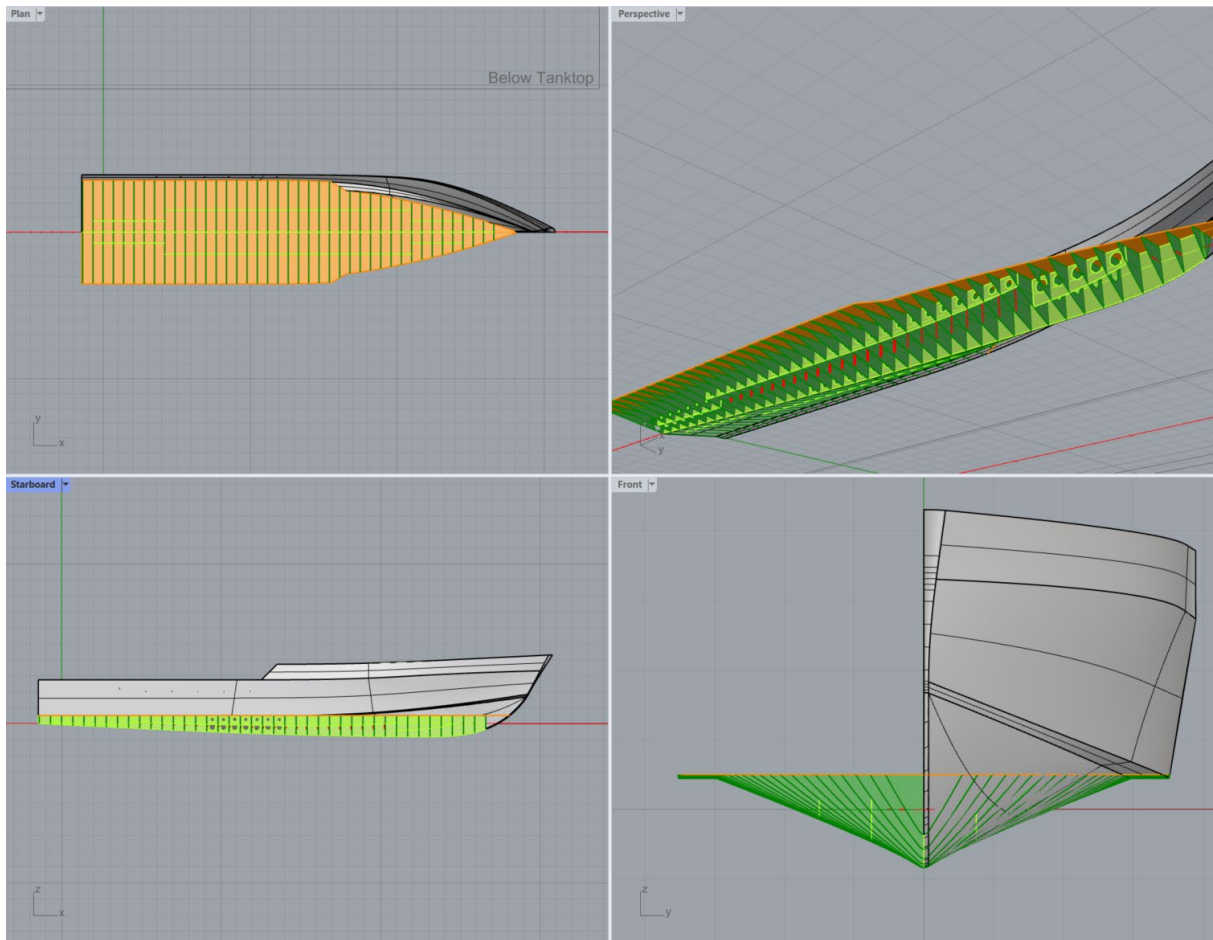 Plan
Perspective
Below Tanktop
y
x
x
y
Starboard
Front
z
x
z
y